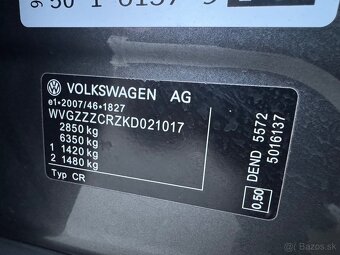 VOLKSWAGEN AG
e1*2007/46*1827
WVGZZZCRZKD021017
2850 kg
6350 kg
1 1420 kg
2 1480 kg
Typ CR
DEND 5572
5016137
0,50
bazos.sk